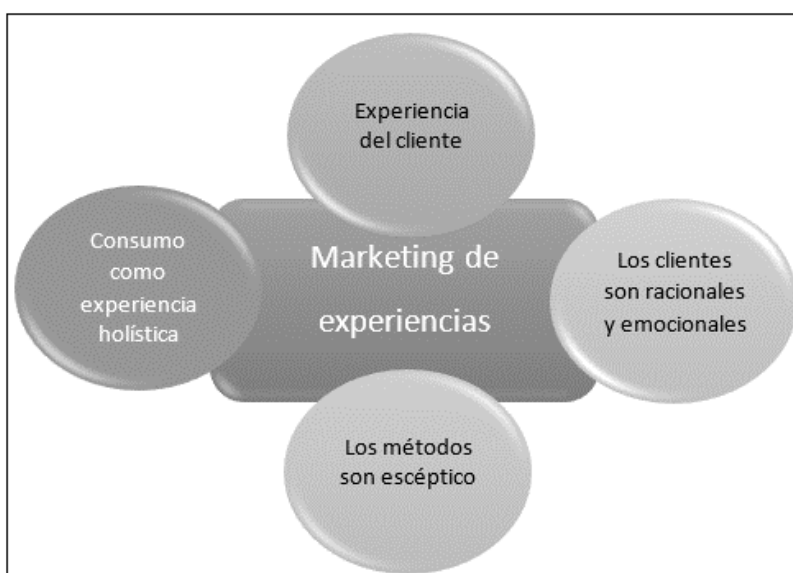 Experiencia
del cliente
Consumo
como
experiencia
holística
Marketing de
experiencias
Los clientes
son racionales
y emocionales
Los métodos
son escéptico